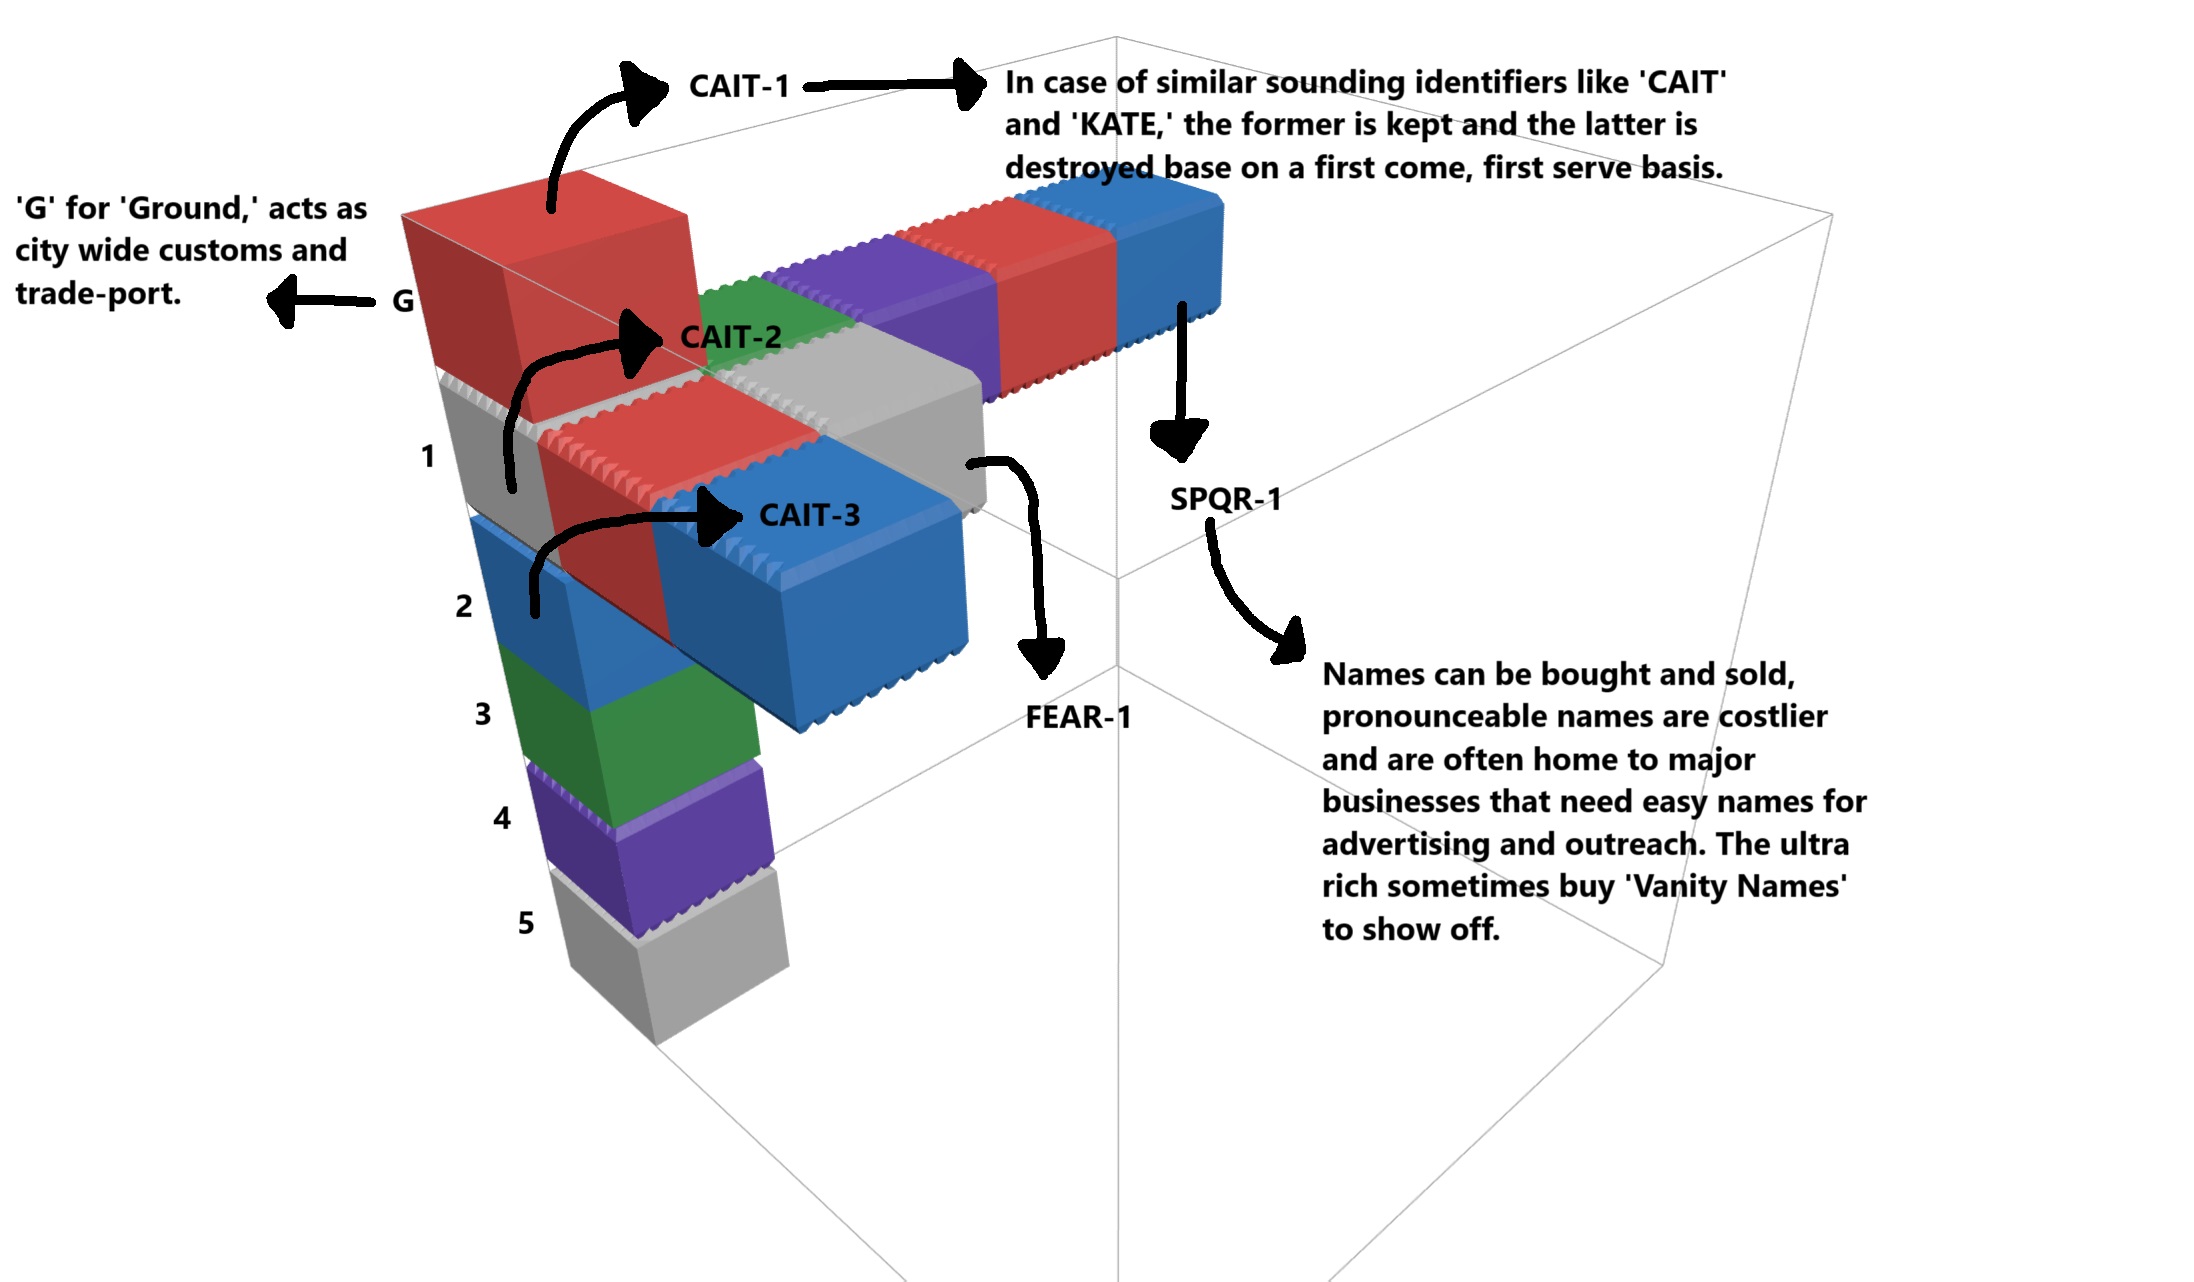 CAIT-1
In case of similar sounding identifiers like 'CAIT'
and 'KATE,' the former is kept and the latter is
destroyed base on a first come, first serve basis.
'G' for 'Ground,' acts as
city wide customs and
trade-port.
G
CAIT-2
1
CAIT-3
SPQR-1
2
FEAR-1
3
Names can be bought and sold,
pronounceable names are costlier
and are often home to major
businesses that need easy names for
advertising and outreach. The ultra
rich sometimes buy 'Vanity Names'
to show off.
4
5